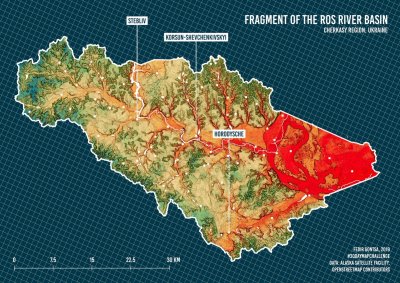 FRAGMENT OF THE ROS RIVER BASIN
CHERKASY REGION, UKRAINE
STEBLIV
KORSUN-SHEVCHENKIVSKYI
HORODYSCHE
FEDIR GONTSA, 2019
#30DAYMAPCHALLENGE
DATA: ALASKA SATELLITE FACILITY,
OPENSTREETMAP CONTRIBUTORS
0 7.5 15 22.5 30 KM